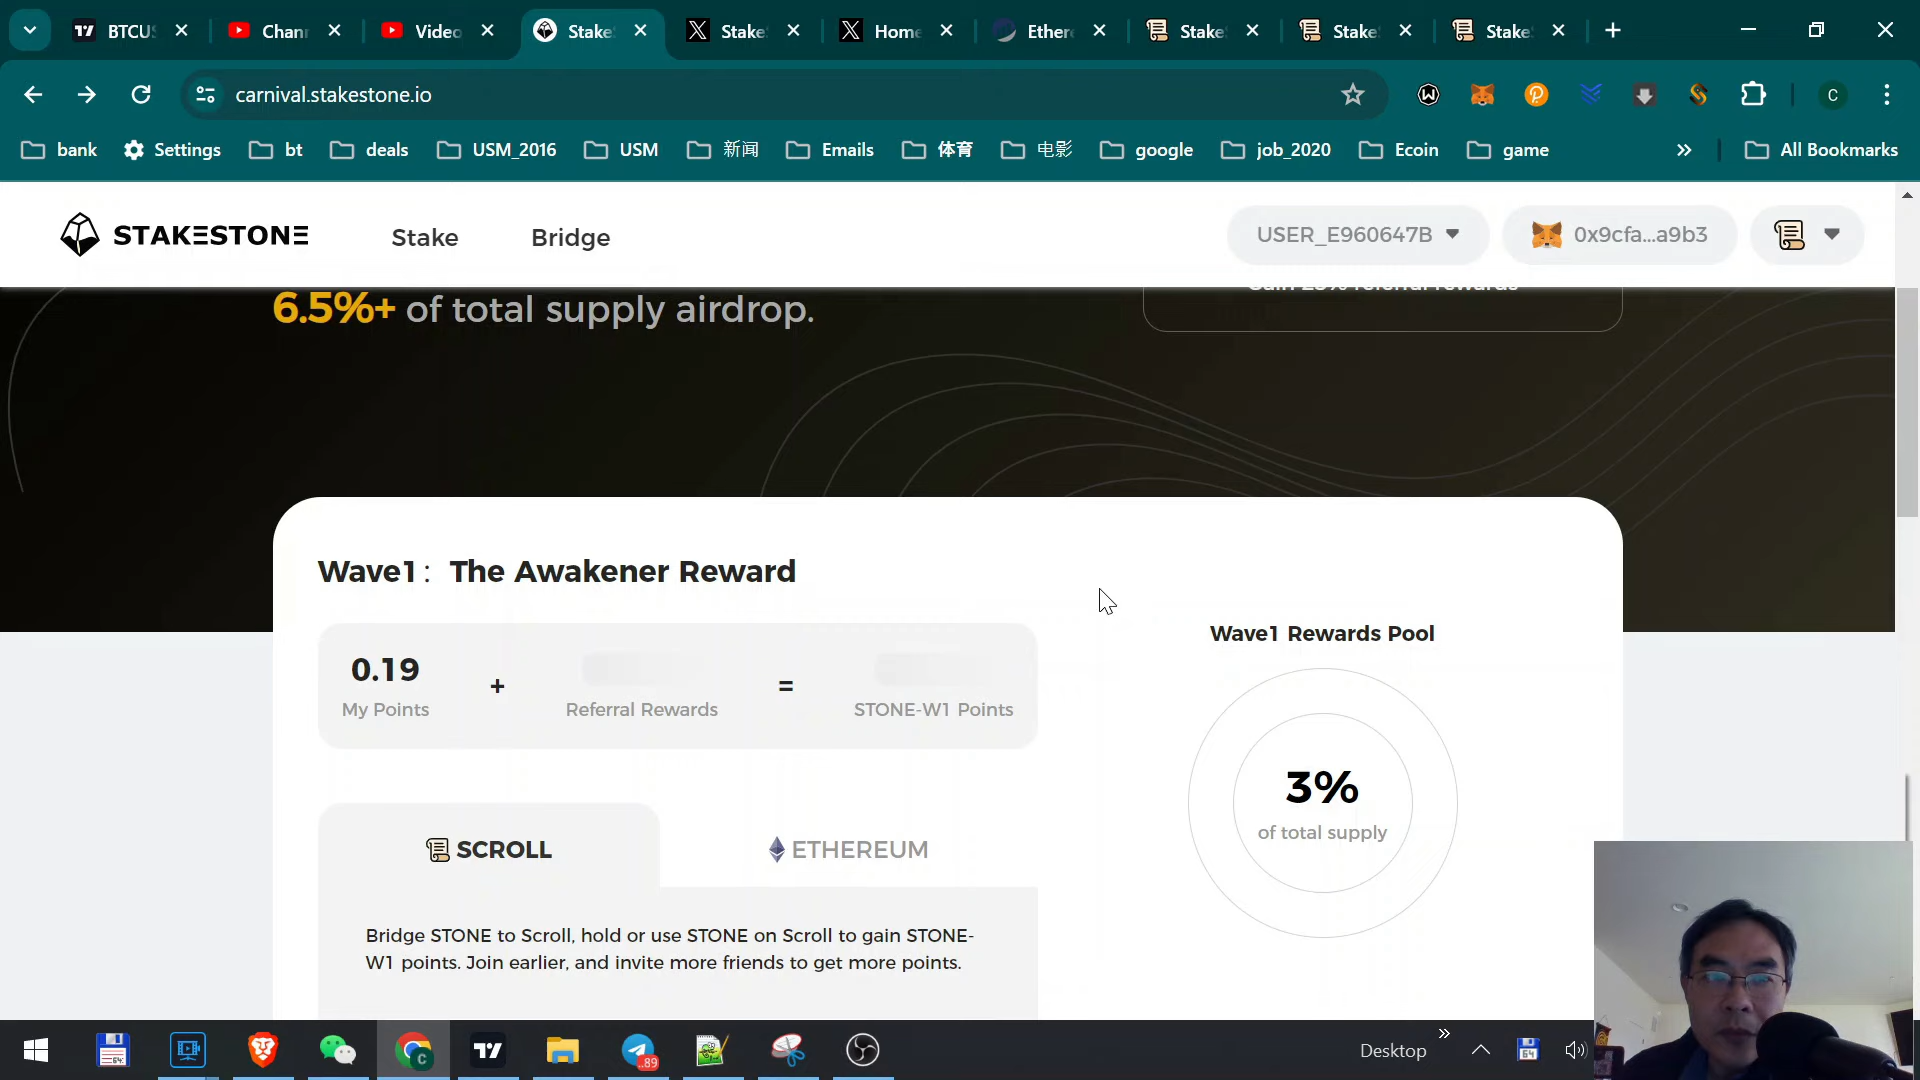 BTCUS
Chann
Video
Stake
Stake
Home
Ether
Stake
Stake
Stake
carnival.stakestone.io
C
bank
Settings
bt
deals
USM_2016
USM
新闻
Emails
体育
电影
google
job_2020
Ecoin
game
All Bookmarks
STAKESTONE
Stake
Bridge
USER_E960647B
0x9cfa...a9b3
6.5%+ of total supply airdrop.
Wave1: The Awakener Reward
0.19
+
=
My Points
Referral Rewards
STONE-W1 Points
Wave1 Rewards Pool
3%
of total supply
SCROLL
ETHEREUM
Bridge STONE to Scroll, hold or use STONE on Scroll to gain STONE-
W1 points. Join earlier, and invite more friends to get more points.
64
C
89
Desktop
64